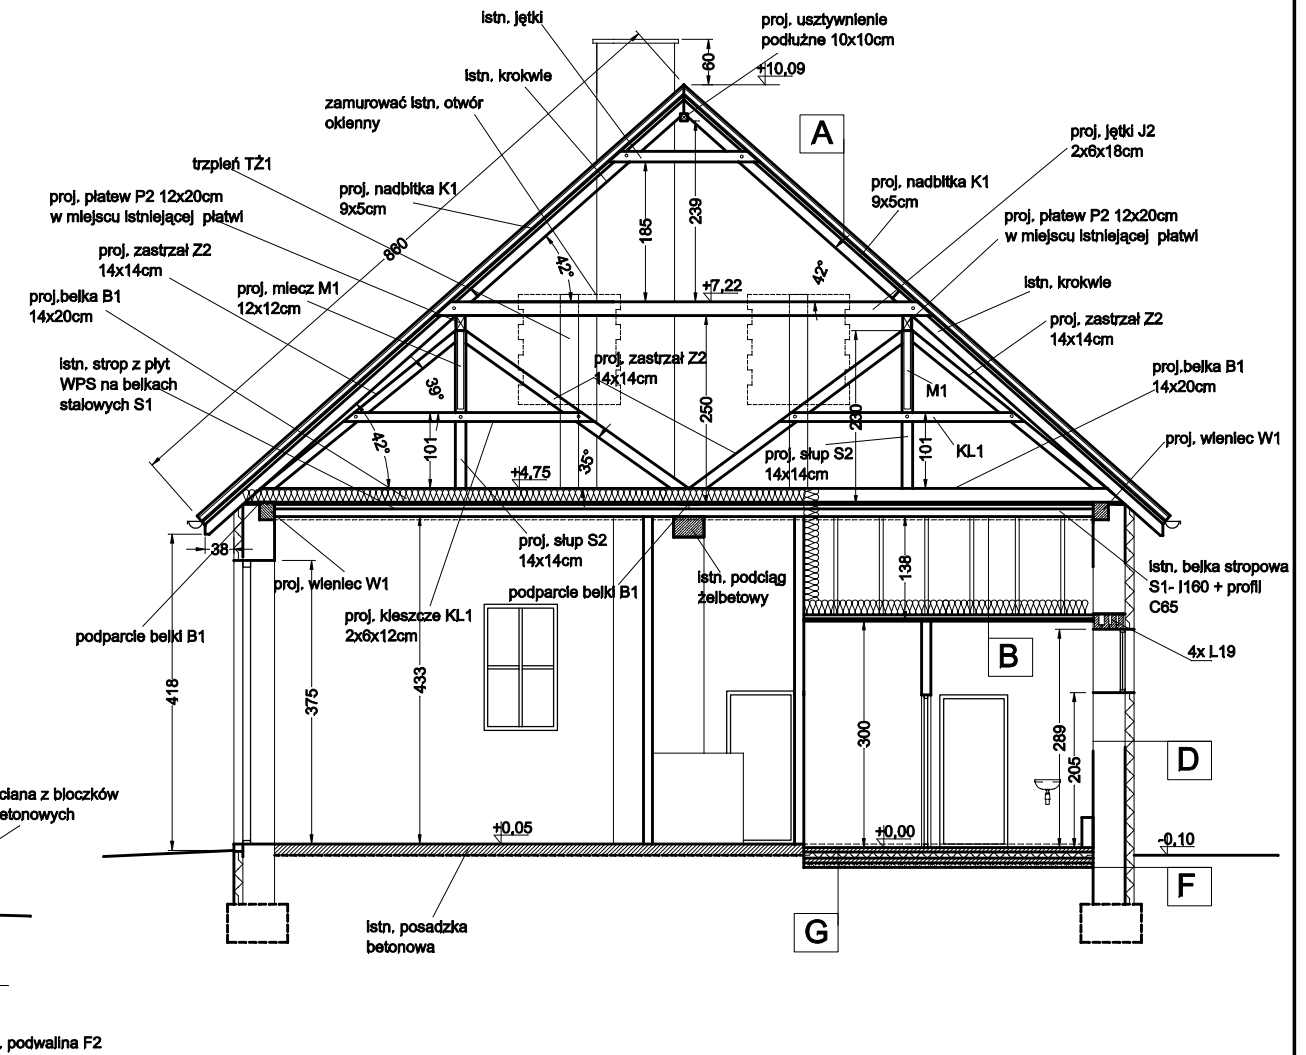 istn. jętki
proj. usztywnienie
podłużne 10x10cm
60
+10,09
istn. krokwie
zamurować istn. otwór
okienny
A
proj. jętki J2
2x6x18cm
trzpień TŻ1
proj. nadbitka K1
9x5cm
proj. nadbitka K1
9x5cm
proj. płatew P2 12x20cm
w miejscu istniejącej płatwi
proj. płatew P2 12x20cm
w miejscu istniejącej płatwi
185
239
860
42°
42°
proj. zastrzał Z2
14x14cm
proj.belka B1
14x20cm
proj. miecz M1
12x12cm
+7,22
istn. krokwie
proj. zastrzał Z2
14x14cm
istn. strop z płyt
WPS na belkach
stalowych S1
proj. zastrzał Z2
14x14cm
proj.belka B1
14x20cm
39°
M1
250
230
42°
101
35°
101
KL1
proj. słup S2
14x14cm
proj. wieniec W1
+4,75
38
proj. słup S2
14x14cm
proj. wieniec W1
podparcie belki B1
istn. podciąg
żelbetowy
138
istn. belka stropowa
S1- I160 + profil
C65
proj. kleszcze KL1
2x6x12cm
podparcie belki B1
4x L19
B
418
375
433
300
289
205
D
ciana z bloczków
etonowych
+0,05
+0,00
-0,10
F
G
istn. posadzka
betonowa
. podwalina F2